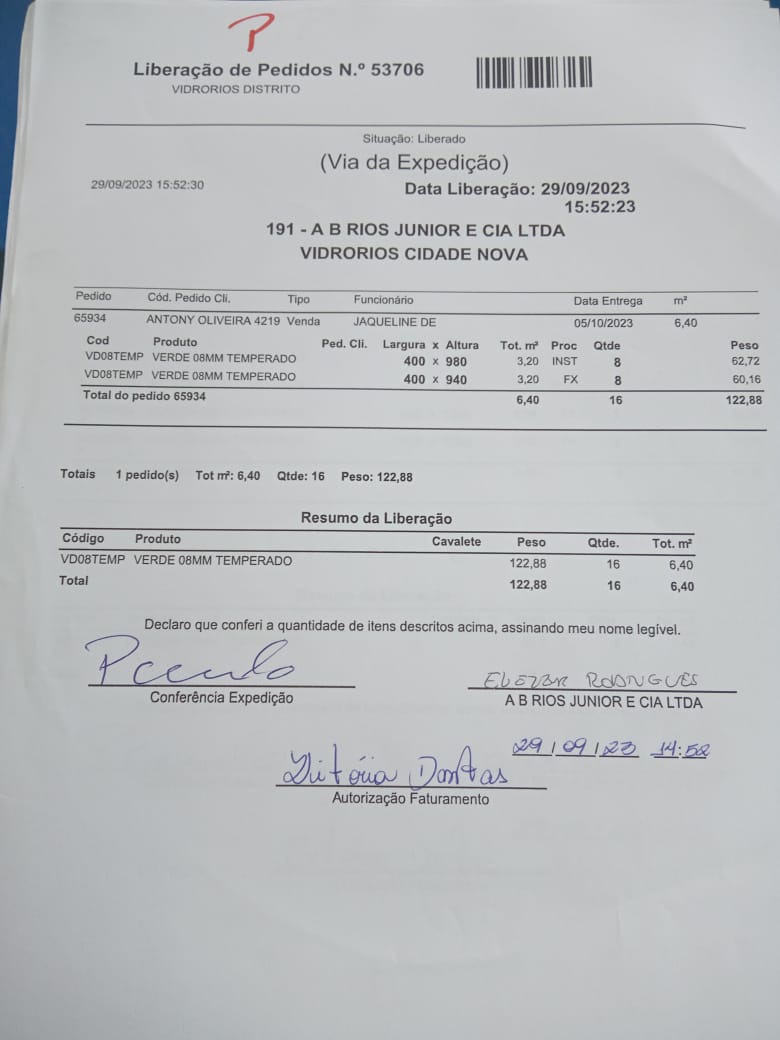 P
Liberação de Pedidos N.º 53706
VIDRORIOS DISTRITO
Situação: Liberado
(Via da Expedição)
29/09/2023 15:52:30
Data Liberação: 29/09/2023
15:52:23
191 - A B RIOS JUNIOR E CIA LTDA
VIDRORIOS CIDADE NOVA
Pedido Cód. Pedido Cli. Tipo Funcionário Data Entrega m²
65934 ANTONY OLIVEIRA 4219 Venda JAQUELINE DE 05/10/2023 6,40
Cod Produto Ped. Cli. Largura x Altura Tot. m² Proc Qtde Peso
VD08TEMP VERDE 08MM TEMPERADO 400 x 980 3,20 INST 8 62,72
VD08TEMP VERDE 08MM TEMPERADO 400 x 940 3,20 FX 8 60,16
Total do pedido 65934 6,40 16 122,88
Totais 1 pedido(s) Tot m²: 6,40 Qtde: 16 Peso: 122,88
Resumo da Liberação
Código Produto Cavalete Peso Qtde. Tot. m²
VD08TEMP VERDE 08MM TEMPERADO 122,88 16 6,40
Total 122,88 16 6,40
Declaro que conferi a quantidade de itens descritos acima, assinando meu nome legível.
Conferência Expedição
A B RIOS JUNIOR E CIA LTDA
29/09/23 14:52
Vitória Dantas
Autorização Faturamento